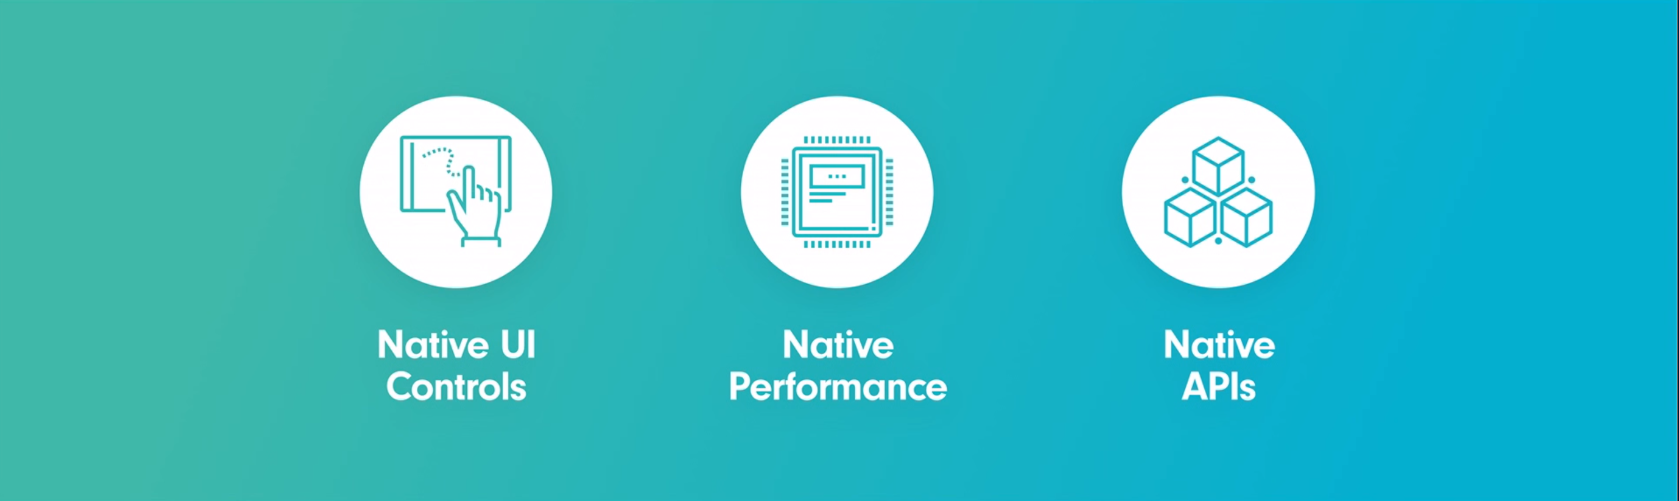 Native UI
Controls
Native
Performance
Native
APIs